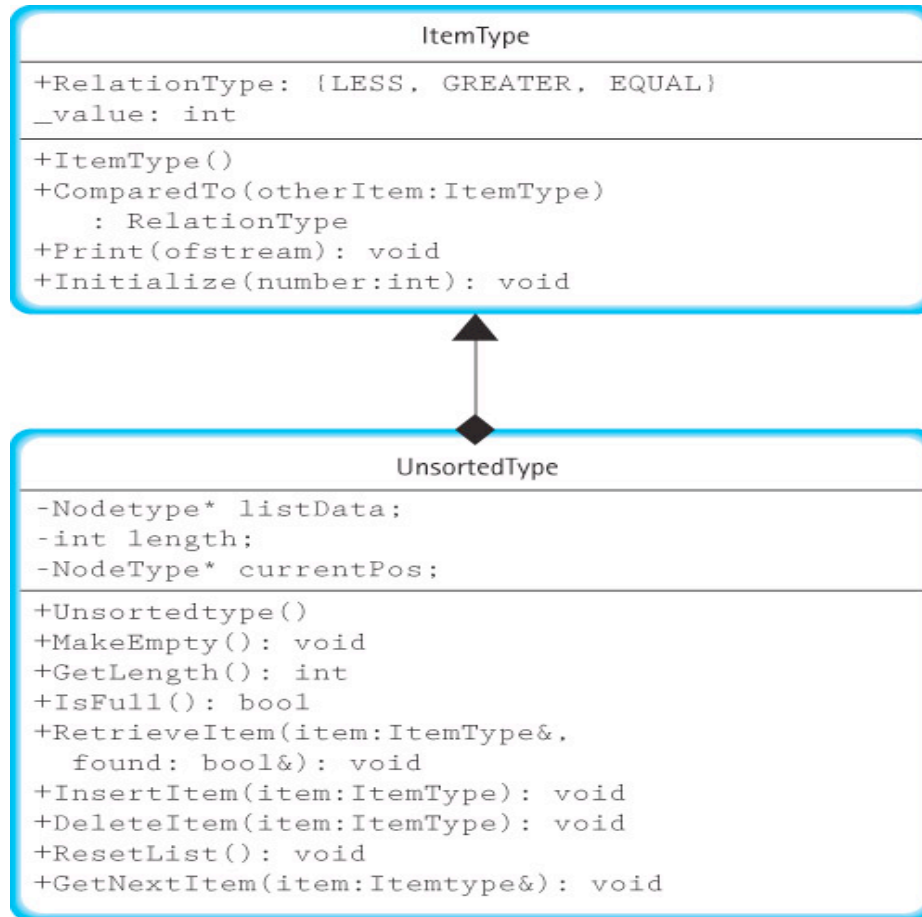 ItemType
+RelationType: {LESS, GREATER, EQUAL}
_value: int
+ItemType()
+ComparedTo(otherItem:ItemType)
: RelationType
+Print(ofstream): void
+Initialize(number:int): void
UnsortedType
-Nodetype* listData;
-int length;
-NodeType* currentPos;
+Unsortedtype()
+MakeEmpty(): void
+GetLength(): int
+IsFull(): bool
+RetrieveItem(item:ItemType&,
found: bool&): void
+InsertItem(item:ItemType): void
+DeleteItem(item:ItemType): void
+ResetList(): void
+GetNextItem(item:Itemtype&): void